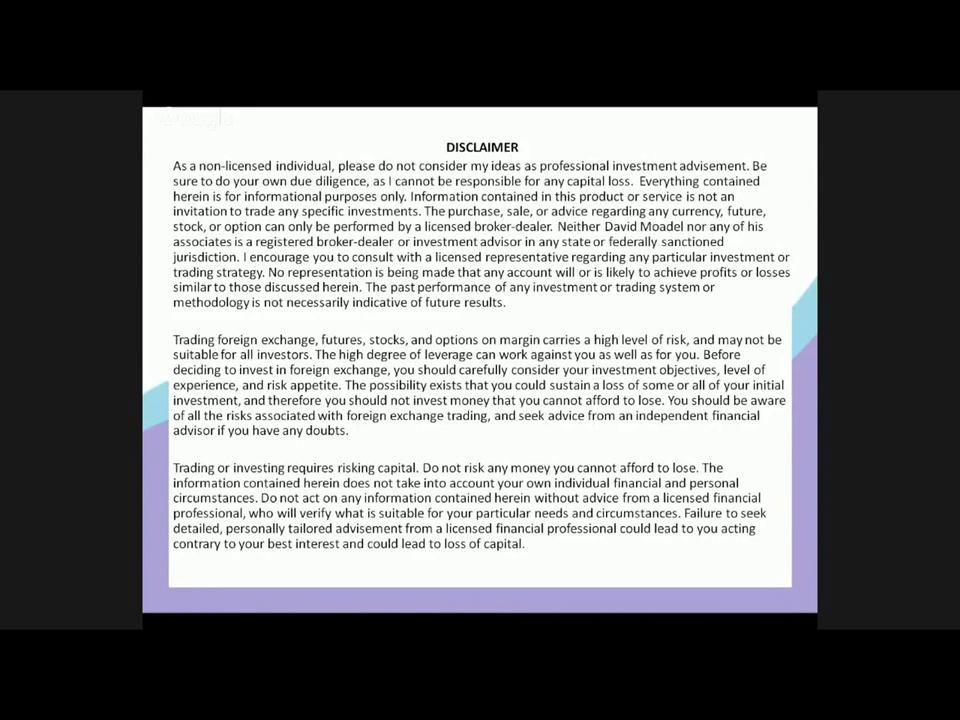 DISCLAIMER
As a non-licensed individual, please do not consider my ideas as professional investment advisement. Be
sure to do your own due diligence, as I cannot be responsible for any capital loss. Everything contained
herein is for informational purposes only. Information contained in this product or service is not an
invitation to trade any specific investments. The purchase, sale, or advice regarding any currency, future,
stock, or option can only be performed by a licensed broker-dealer. Neither David Moadel nor any of his
associates is a registered broker-dealer or investment advisor in any state or federally sanctioned
jurisdiction. I encourage you to consult with a licensed representative regarding any particular investment or
trading strategy. No representation is being made that any account will or is likely to achieve profits or losses
similar to those discussed herein. The past performance of any investment or trading system or
methodology is not necessarily indicative of future results.
Trading foreign exchange, futures, stocks, and options on margin carries a high level of risk, and may not be
suitable for all investors. The high degree of leverage can work against you as well as for you. Before
deciding to invest in foreign exchange, you should carefully consider your investment objectives, level of
experience, and risk appetite. The possibility exists that you could sustain a loss of some or all of your initial
investment, and therefore you should not invest money that you cannot afford to lose. You should be aware
of all the risks associated with foreign exchange trading, and seek advice from an independent financial
advisor if you have any doubts.
Trading or investing requires risking capital. Do not risk any money you cannot afford to lose. The
information contained herein does not take into account your own individual financial and personal
circumstances. Do not act on any information contained herein without advice from a licensed financial
professional, who will verify what is suitable for your particular needs and circumstances. Failure to seek
detailed, personally tailored advisement from a licensed financial professional could lead to you acting
contrary to your best interest and could lead to loss of capital.